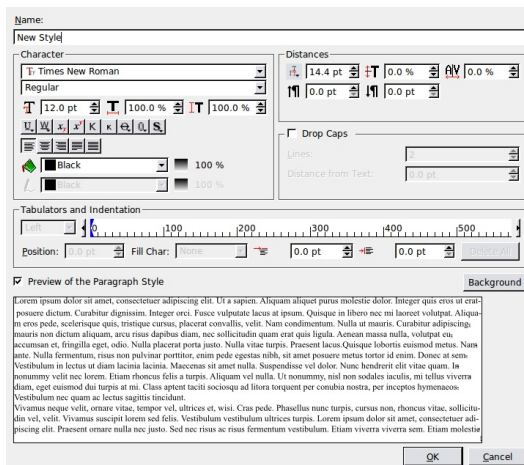 Name:
New Style
Character
Times New Roman
Regular
12.0 pt 100.0 % 100.0 %
Black 100 %
Black 100 %
Distances
14.4 pt 0.0 % 0.0 %
0.0 pt 0.0 pt
Drop Caps
Lines: 2
Distance from Text: 0.0 pt
Tabulators and Indentation
Left 0 100 200 300 400 500
Position: 0.0 pt Fill Char: None 0.0 pt 0.0 pt Delete All
Preview of the Paragraph Style Background
Lorem ipsum dolor sit amet, consectetuer adipiscing elit. Ut a sapien. Aliquam aliquet purus molestie dolor. Integer quis eros ut erat-
posuere dictum. Curabitur dignissim. Integer orci. Fusce vulputate lacus at ipsum. Quisque in libero nec mi laoreet volutpat. Aliqua-
m eros pede, scelerisque quis, tristique cursus, placerat convallis, velit. Nam condimentum. Nulla ut mauris. Curabitur adipiscing,
mauris non dictum aliquam, arcu risus dapibus diam, nec sollicitudin quam erat quis ligula. Aenean massa nulla, volutpat eu,
accumsan et, fringilla eget, odio. Nulla placerat porta justo. Nulla vitae turpis. Praesent lacus.Quisque lobortis euismod metus. Nam
ante. Nulla fermentum, risus non pulvinar porttitor, enim pede egestas nibh, sit amet posuere metus tortor id enim. Donec at sem.
Vestibulum in lectus ut diam lacinia lacinia. Maecenas sit amet nulla. Suspendisse vel dolor. Nunc hendrerit elit vitae quam. In
nonummy velit nec lorem. Etiam rhoncus felis a turpis. Aliquam vel nulla. Ut nonummy, nisl non sodales iaculis, mi tellus viverra
diam, eget euismod dui turpis at mi. Class aptent taciti sociosqu ad litora torquent per conubia nostra, per inceptos hymenaeos.
Vestibulum nec quam ac lectus sagittis tincidunt.
Vivamus neque velit, ornare vitae, tempor vel, ultrices et, wisi. Cras pede. Phasellus nunc turpis, cursus non, rhoncus vitae, sollicitu-
din vel, velit. Vivamus suscipit lorem sed felis. Vestibulum vestibulum ultrices turpis. Lorem ipsum dolor sit amet, consectetuer adi-
piscing elit. Praesent ornare nulla nec justo. Sed nec risus ac risus fermentum vestibulum. Etiam viverra viverra sem. Etiam molestie
OK Cancel